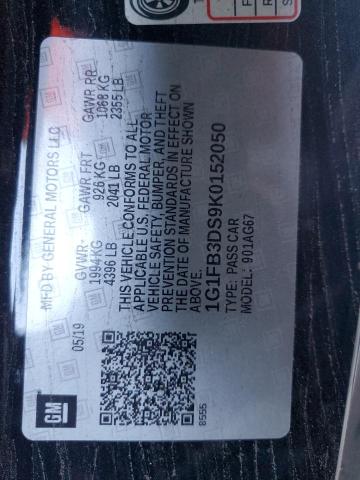 MFD BY GENERAL MOTORS LLC
05/19
GVWR GAWR FRT GAWR RR
1994KG 926 KG 1068 KG
4396 LB 2041 LB 2355 LB
THIS VEHICLE CONFORMS TO ALL
APPLICABLE U.S. FEDERAL MOTOR
VEHICLE SAFETY, BUMPER, AND THEFT
PREVENTION STANDARDS IN EFFECT ON
THE DATE OF MANUFACTURE SHOWN
ABOVE.
1G1FB3DS9K0152050
TYPE: PASS CAR
MODEL: 901AG67
GM
8555